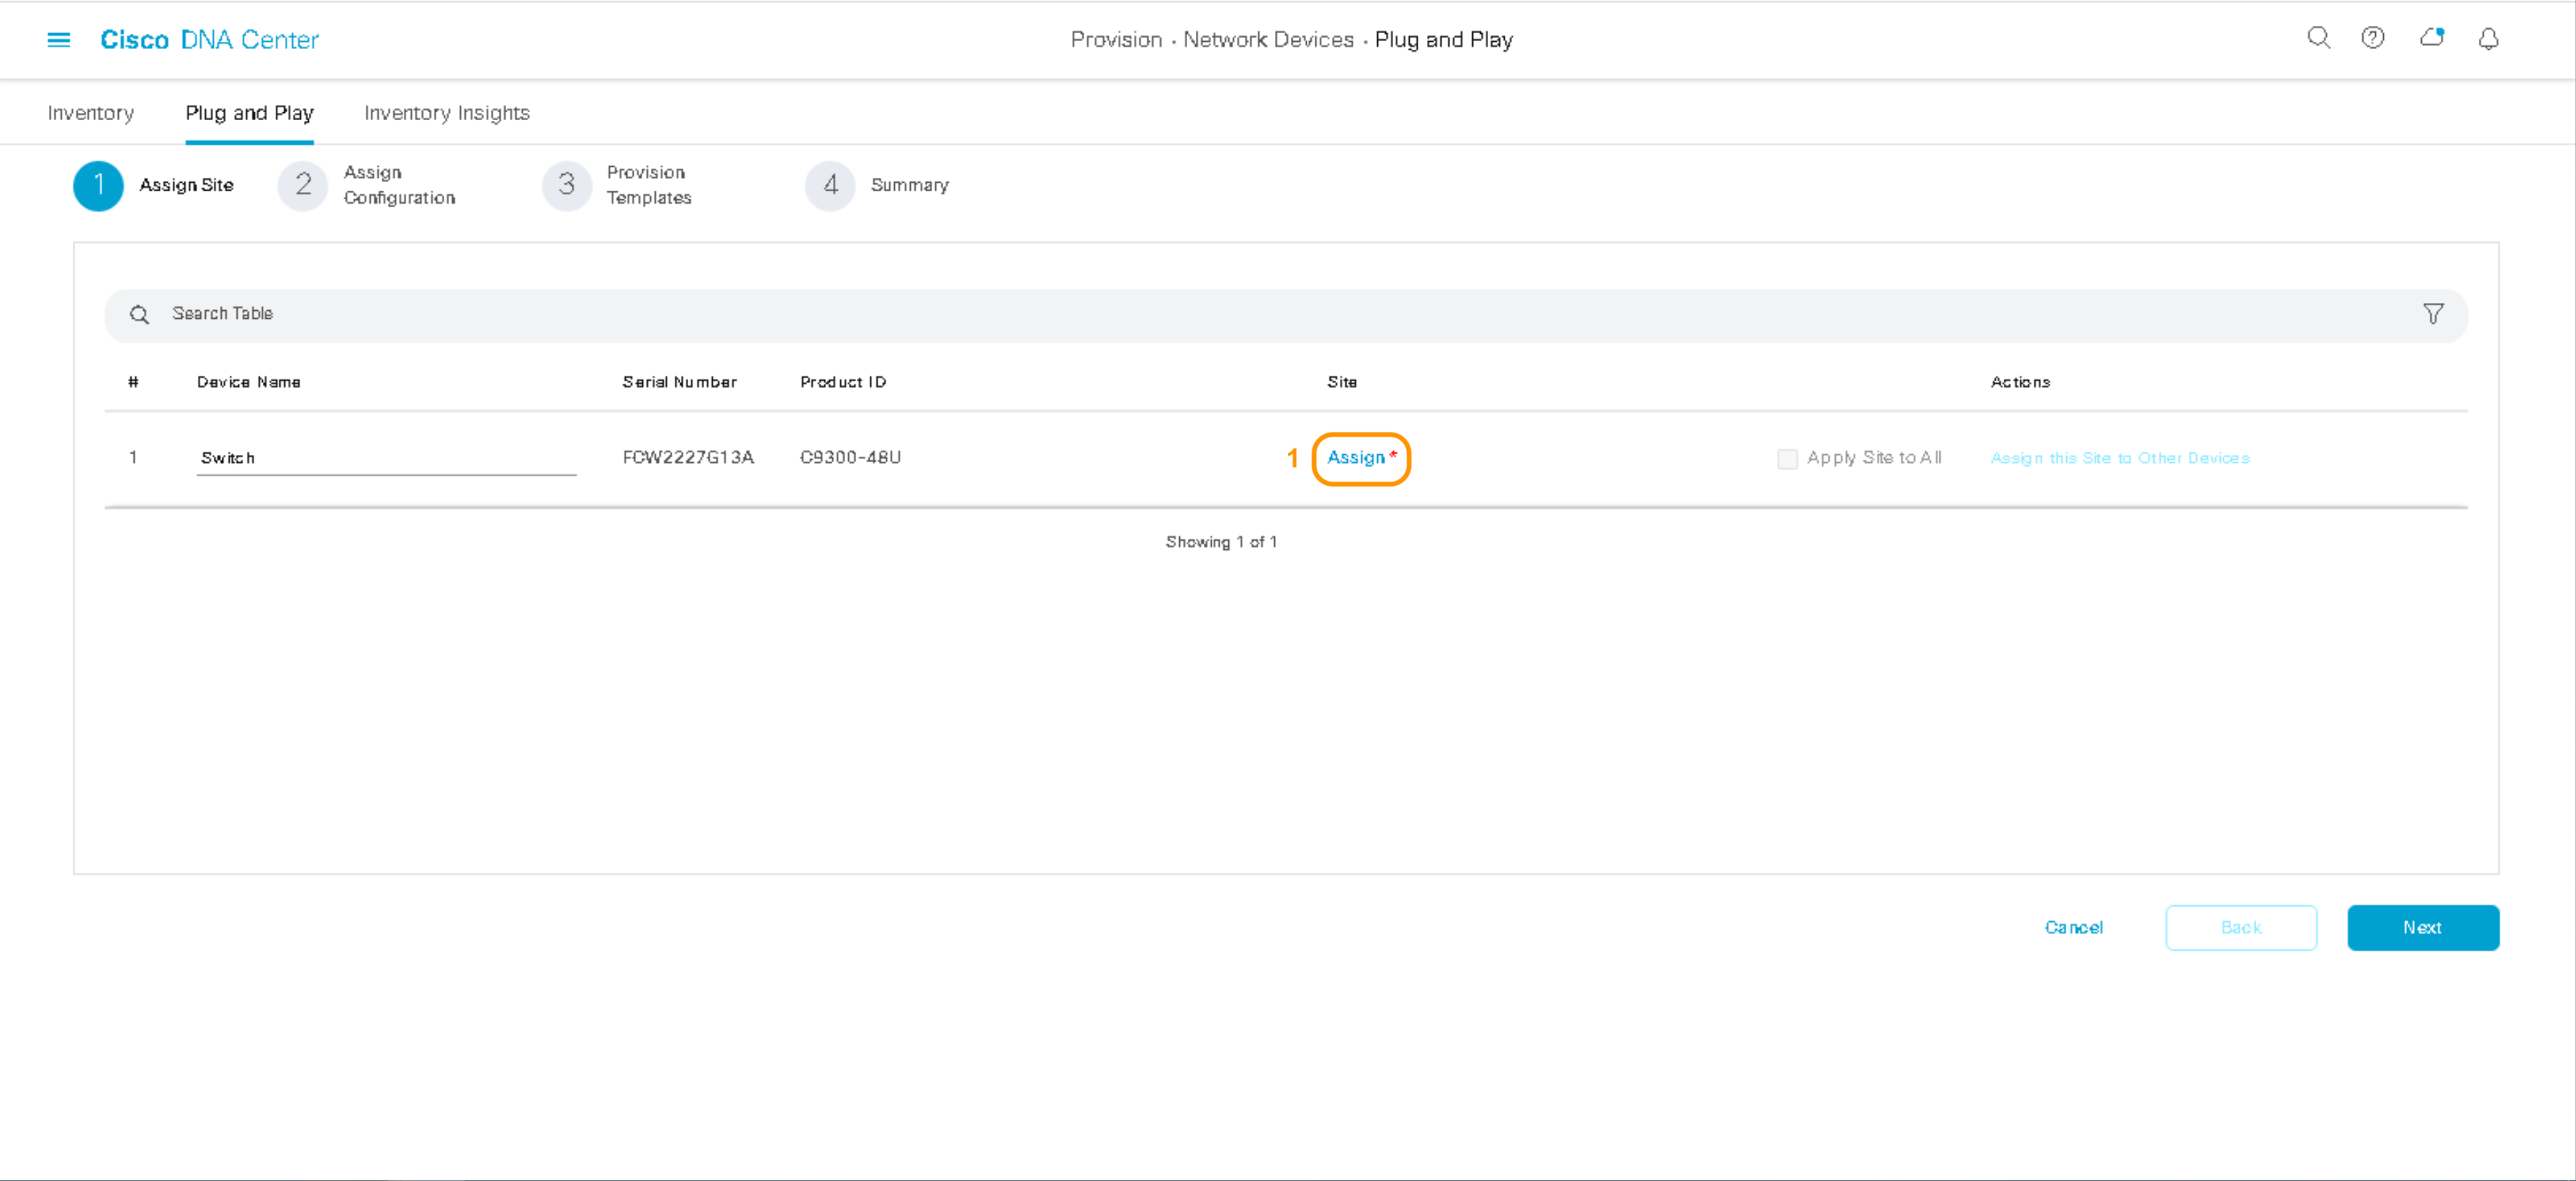 Cisco DNA Center
Provision · Network Devices · Plug and Play
Inventory Plug and Play Inventory Insights
1 Assign Site 2 Assign Configuration 3 Provision Templates 4 Summary
Search Table
# Device Name Serial Number Product ID Site Actions
1 Switch FCW2227G13A C9300-48U 1 Assign * Apply Site to All Assign this Site to Other Devices
Showing 1 of 1
Cancel Back Next